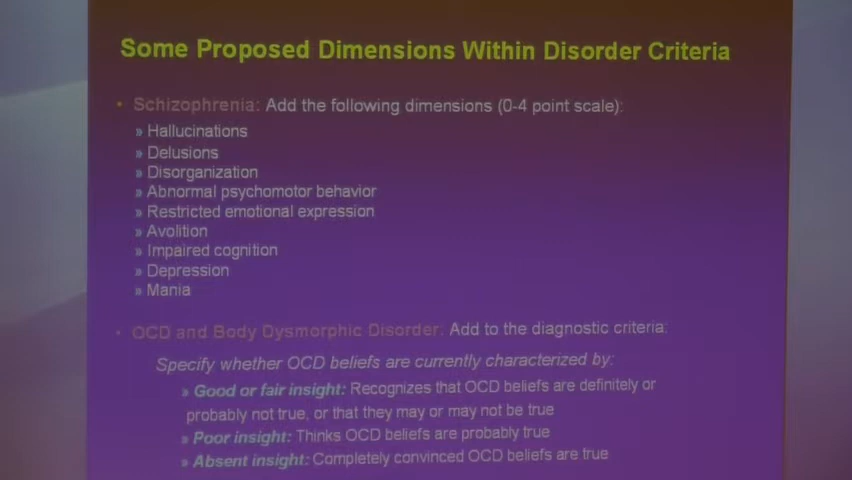 Some Proposed Dimensions Within Disorder Criteria
• Schizophrenia: Add the following dimensions (0-4 point scale):
» Hallucinations
» Delusions
» Disorganization
» Abnormal psychomotor behavior
» Restricted emotional expression
» Avolition
» Impaired cognition
» Depression
» Mania
• OCD and Body Dysmorphic Disorder: Add to the diagnostic criteria:
Specify whether OCD beliefs are currently characterized by:
» Good or fair insight: Recognizes that OCD beliefs are definitely or
probably not true, or that they may or may not be true
» Poor insight: Thinks OCD beliefs are probably true
» Absent insight: Completely convinced OCD beliefs are true